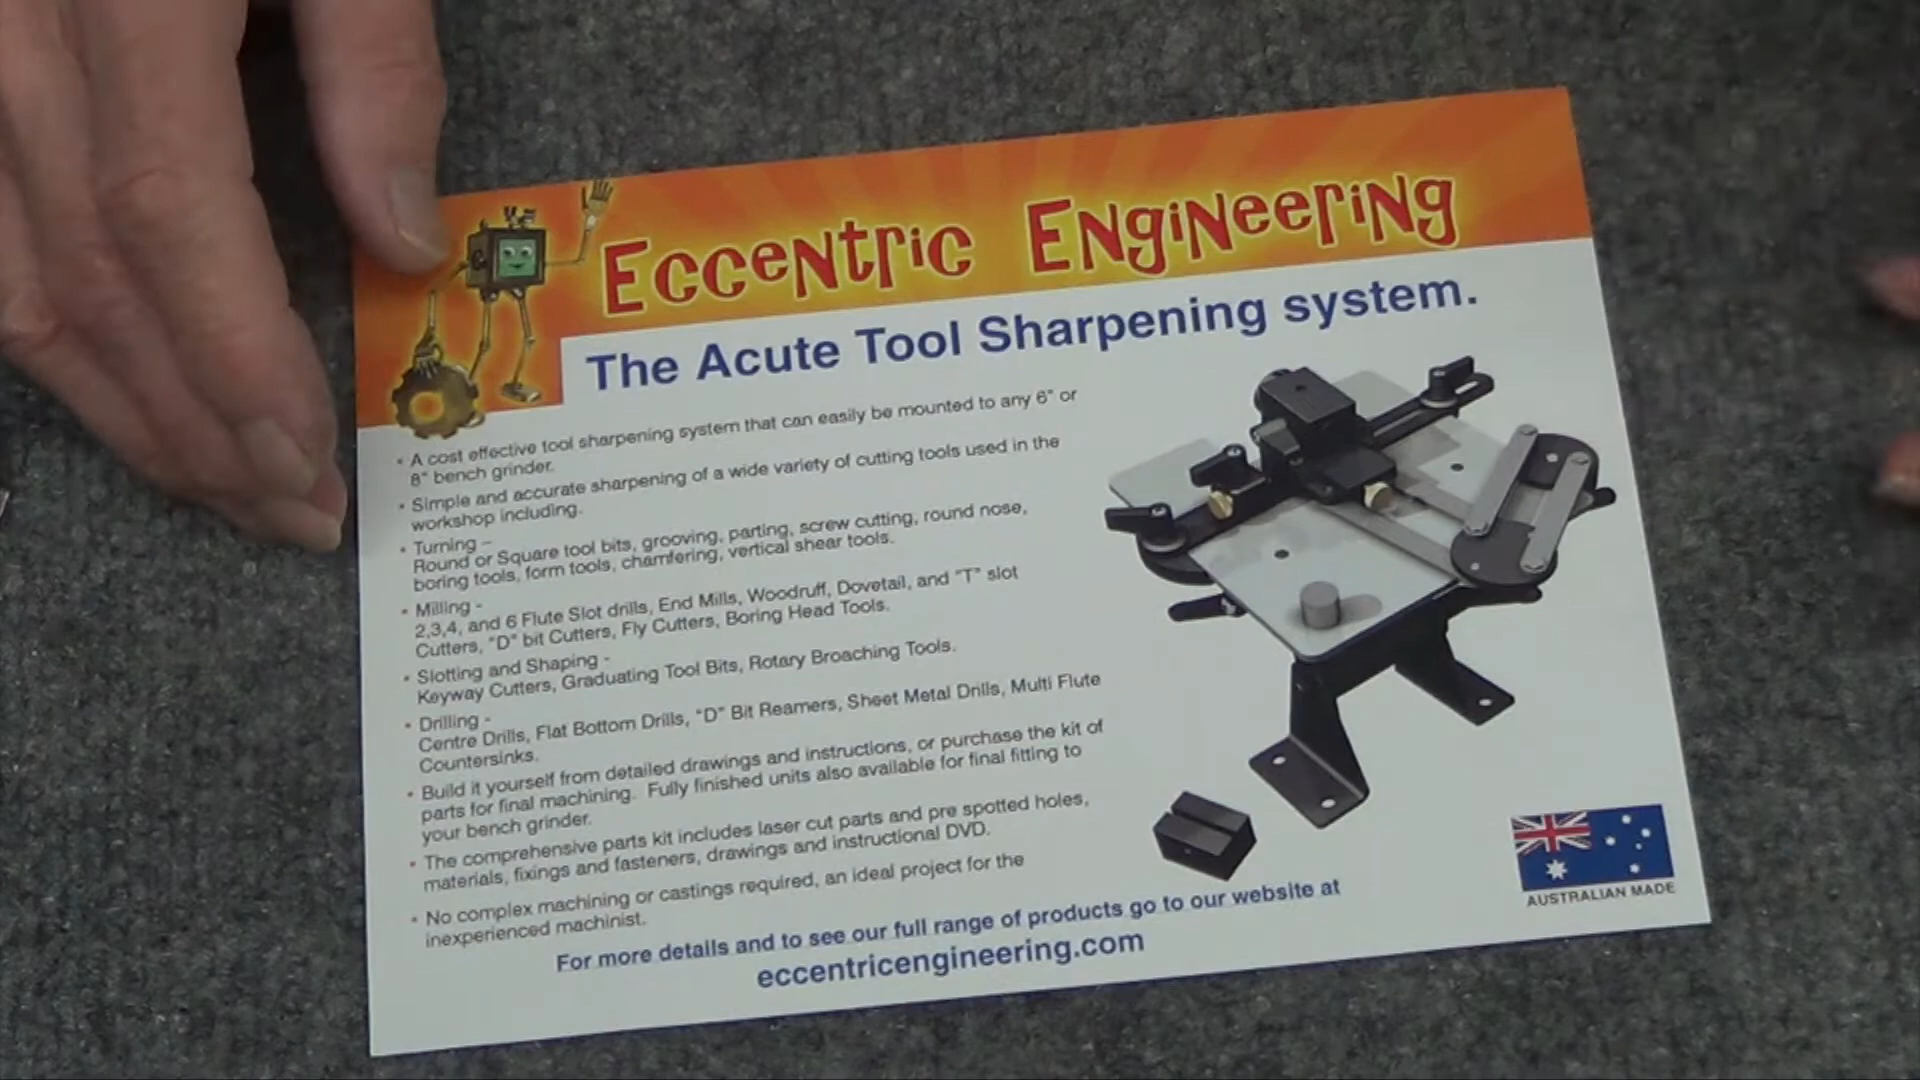 Eccentric Engineering
The Acute Tool Sharpening system.
• A cost effective tool sharpening system that can easily be mounted to any 6" or
8" bench grinder.
• Simple and accurate sharpening of a wide variety of cutting tools used in the
workshop including.
• Turning –
Round or Square tool bits, grooving, parting, screw cutting, round nose,
boring tools, form tools, chamfering, vertical shear tools.
• Milling -
2,3,4, and 6 Flute Slot drills, End Mills, Woodruff, Dovetail, and "T" slot
Cutters, "D" bit Cutters, Fly Cutters, Boring Head Tools.
• Slotting and Shaping -
Keyway Cutters, Graduating Tool Bits, Rotary Broaching Tools.
• Drilling -
Centre Drills, Flat Bottom Drills, "D" Bit Reamers, Sheet Metal Drills, Multi Flute
Countersinks.
• Build it yourself from detailed drawings and instructions, or purchase the kit of
parts for final machining. Fully finished units also available for final fitting to
your bench grinder.
• The comprehensive parts kit includes laser cut parts and pre spotted holes,
materials, fixings and fasteners, drawings and instructional DVD.
• No complex machining or castings required, an ideal project for the
inexperienced machinist.
For more details and to see our full range of products go to our website at
eccentricengineering.com
AUSTRALIAN MADE